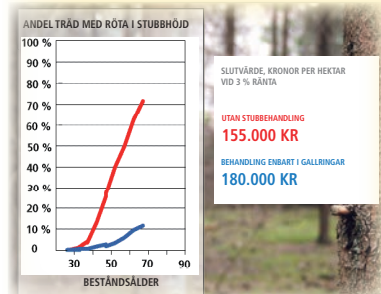 ANDEL TRÄD MED RÖTA I STUBBHÖJD
100 %
90 %
80 %
70 %
60 %
50 %
40 %
30 %
20 %
10 %
0
30 50 70 90
BESTÅNDSÅLDER
SLUTVÄRDE, KRONOR PER HEKTAR
VID 3 % RÄNTA
UTAN STUBBEHANDLING
155.000 KR
BEHANDLING ENBART I GALLRINGAR
180.000 KR